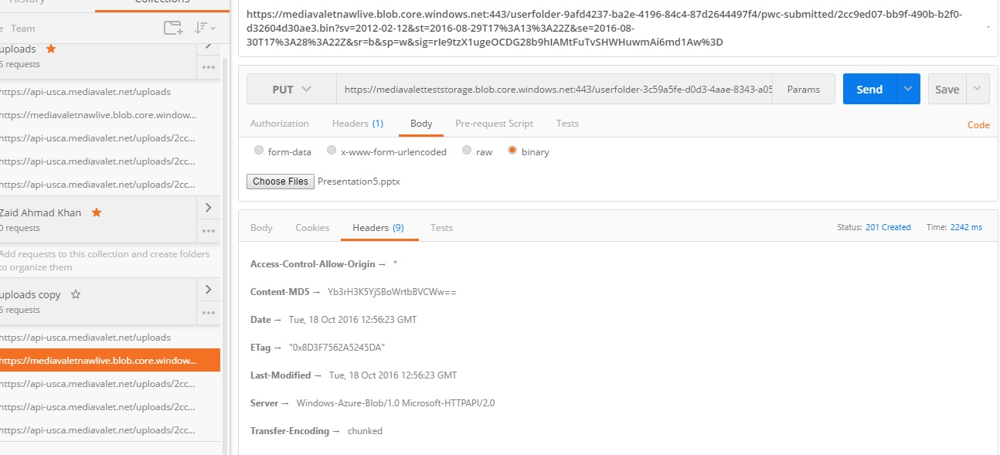 Collections
Team
uploads
5 requests
https://api-usca.mediavalet.net/uploads
https://mediavaletnawlive.blob.core.window...
https://api-usca.mediavalet.net/uploads/2cc...
https://api-usca.mediavalet.net/uploads/2cc...
https://api-usca.mediavalet.net/uploads/2cc...
Zaid Ahmad Khan
0 requests
Add requests to this collection and create folders
to organize them
uploads copy
5 requests
https://api-usca.mediavalet.net/uploads
https://mediavaletnawlive.blob.core.window...
https://api-usca.mediavalet.net/uploads/2cc...
https://api-usca.mediavalet.net/uploads/2cc...
https://api-usca.mediavalet.net/uploads/2cc...
https://mediavaletnawlive.blob.core.windows.net:443/userfolder-9afd4237-ba2e-4196-84c4-87d2644497f4/pwc-submitted/2cc9ed07-bb9f-490b-b2f0-
d32604d30ae3.bin?sv=2012-02-12&st=2016-08-29T17%3A13%3A22Z&se=2016-08-
30T17%3A28%3A22Z&sr=b&sp=w&sig=rIe9tzX1ugeOCDG28b9hIAMtFuTvSHWHuwmAi6md1Aw%3D
PUT https://mediavaletteststorage.blob.core.windows.net:443/userfolder-3c59a5fe-d0d3-4aae-8343-a05 Params Send Save
Authorization Headers (1) Body Pre-request Script Tests Code
form-data x-www-form-urlencoded raw binary
Choose Files Presentation5.pptx
Body Cookies Headers (9) Tests Status: 201 Created Time: 2242 ms
Access-Control-Allow-Origin → *
Content-MD5 → Yb3rH3K5YjSBoWrtbBVCWw==
Date → Tue, 18 Oct 2016 12:56:23 GMT
ETag → "0x8D3F7562A5245DA"
Last-Modified → Tue, 18 Oct 2016 12:56:23 GMT
Server → Windows-Azure-Blob/1.0 Microsoft-HTTPAPI/2.0
Transfer-Encoding → chunked